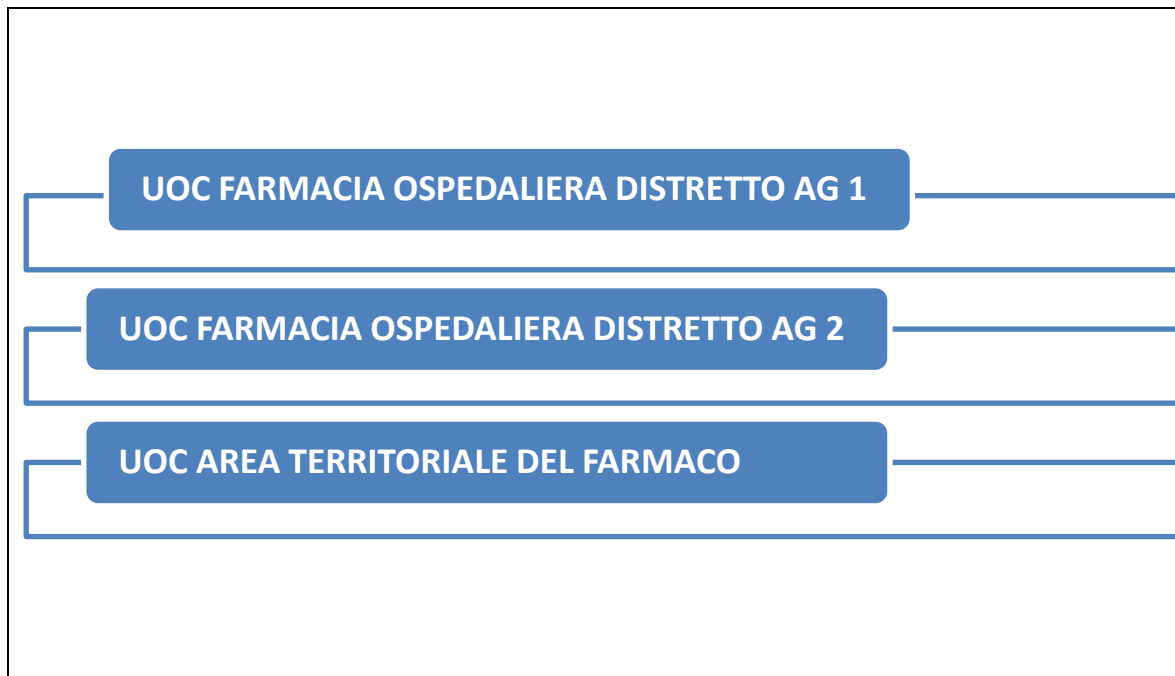 UOC FARMACIA OSPEDALIERA DISTRETTO AG 1
UOC FARMACIA OSPEDALIERA DISTRETTO AG 2
UOC AREA TERRITORIALE DEL FARMACO